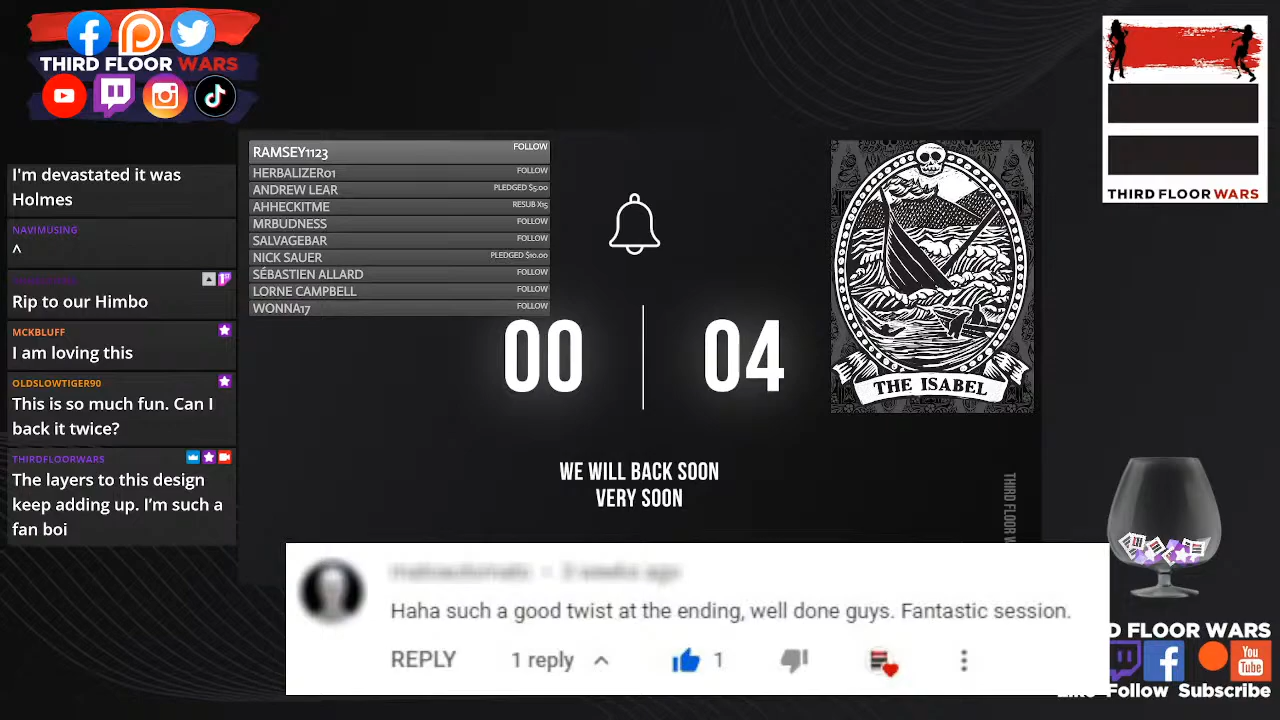 THIRD FLOOR WARS
I'm devastated it was
Holmes
NAVIMUSING
^
Rip to our Himbo
MCKBLUFF
I am loving this
OLDSLOWTIGER90
This is so much fun. Can I
back it twice?
THIRDFLOORWARS
The layers to this design
keep adding up. I'm such a
fan boi
RAMSEY1123 FOLLOW
HERBALIZER01 FOLLOW
ANDREW LEAR PLEDGED $5.00
AHHECKITME RESUB X15
MRBUDNESS FOLLOW
SALVAGEBAR FOLLOW
NICK SAUER PLEDGED $10.00
SÉBASTIEN ALLARD FOLLOW
LORNE CAMPBELL FOLLOW
WONNA17 FOLLOW
00 04
WE WILL BACK SOON
VERY SOON
THE ISABEL
THIRD FLOOR W
THIRD FLOOR WARS
Haha such a good twist at the ending, well done guys. Fantastic session.
REPLY 1 reply 1
D FLOOR WARS
You
Tube
Like Follow Subscribe